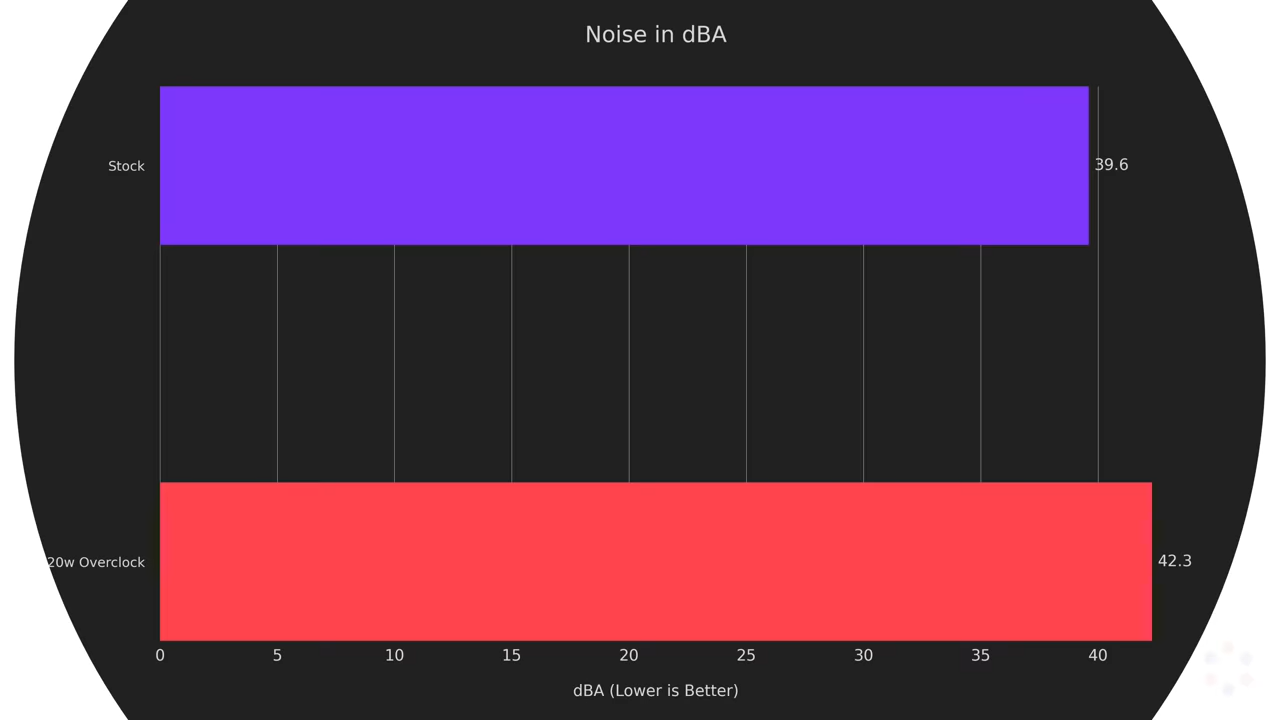 Noise in dBA
Stock
39.6
20w Overclock
42.3
0 5 10 15 20 25 30 35 40
dBA (Lower is Better)